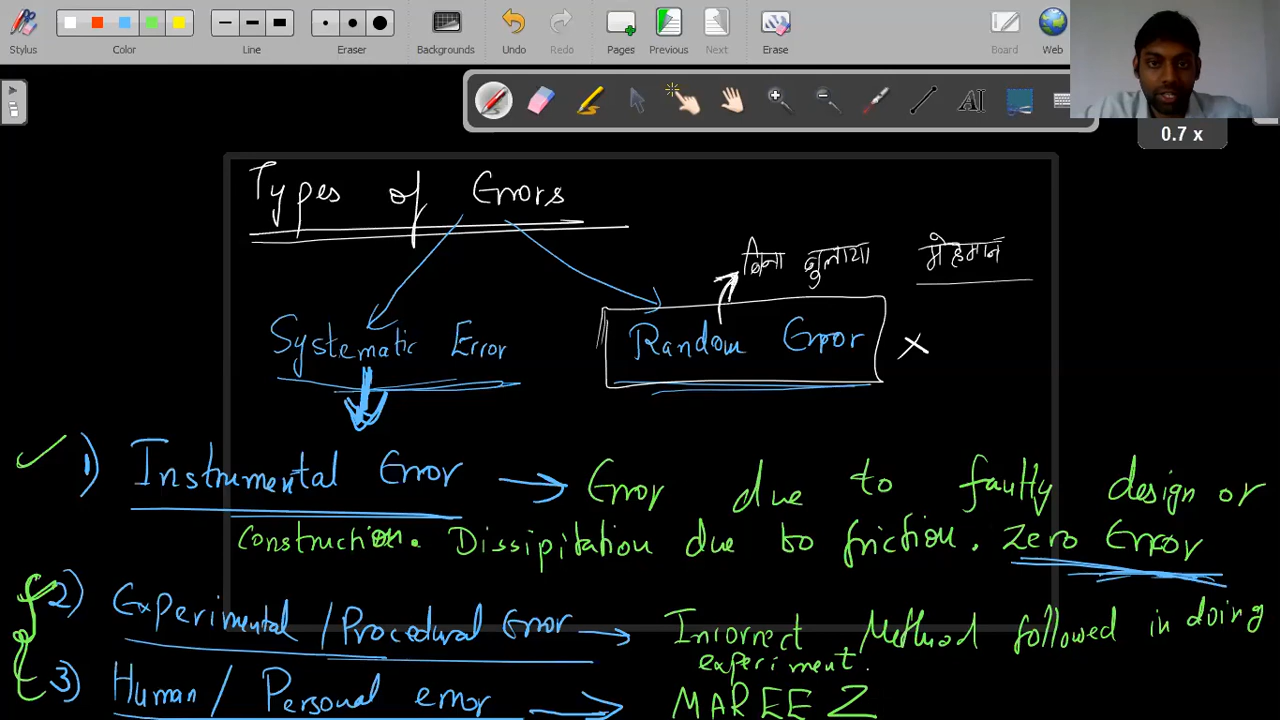 Stylus Color Line Eraser Backgrounds Undo Redo Pages Previous Next Erase Board Web
0.7 x
Types of Errors
बिना बुलाया मेहमान
Systematic Error Random Error ×
1) Instrumental Error → Error due to faulty design or
construction. Dissipitation due to friction. Zero Error
2) Experimental / Procedural Error → Incorrect Method followed in doing
experiment.
3) Human / Personal error → MAREEZ